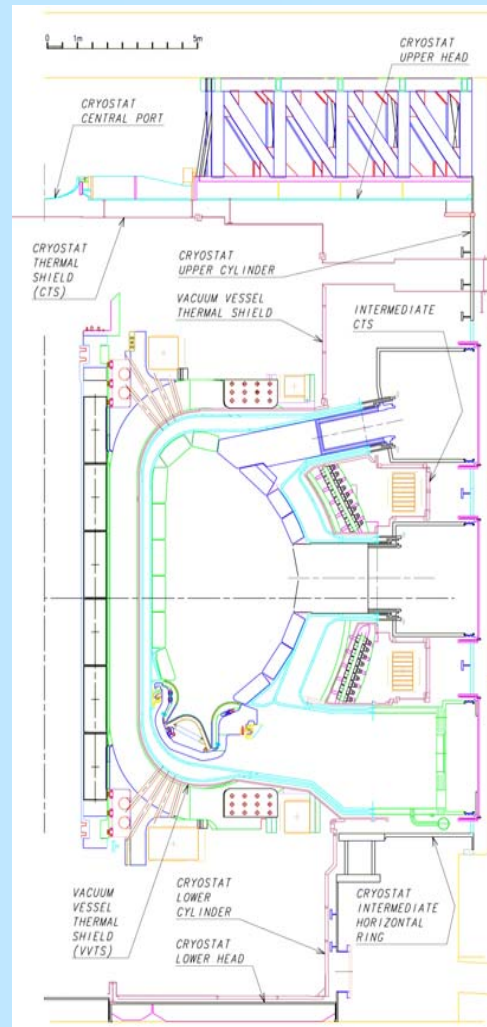 0
1m
5m
CRYOSTAT
UPPER HEAD
CRYOSTAT
CENTRAL PORT
CRYOSTAT
THERMAL
SHIELD
(CTS)
CRYOSTAT
UPPER CYLINDER
VACUUM VESSEL
THERMAL SHIELD
INTERMEDIATE
CTS
VACUUM
VESSEL
THERMAL
SHIELD
(VVTS)
CRYOSTAT
LOWER
CYLINDER
CRYOSTAT
LOWER HEAD
CRYOSTAT
INTERMEDIATE
HORIZONTAL
RING